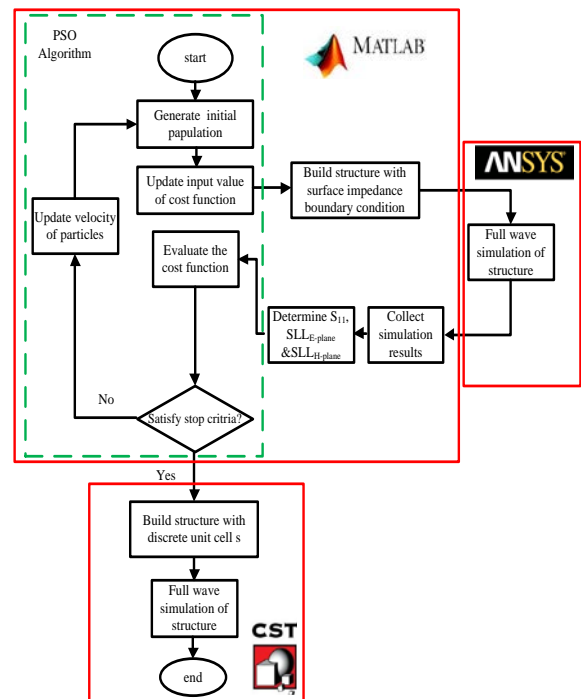 PSO
Algorithm
start
MATLAB®
Generate initial
papulation
Update input value
of cost function
Build structure with
surface impedance
boundary condition
ANSYS®
Full wave
simulation of
structure
Update velocity
of particles
Evaluate the
cost function
Determine S11,
SLLE-plane
&SLLH-plane
Collect
simulation
results
No
Satisfy stop critria?
Yes
Build structure with
discrete unit cell s
Full wave
simulation of
structure
CST
end